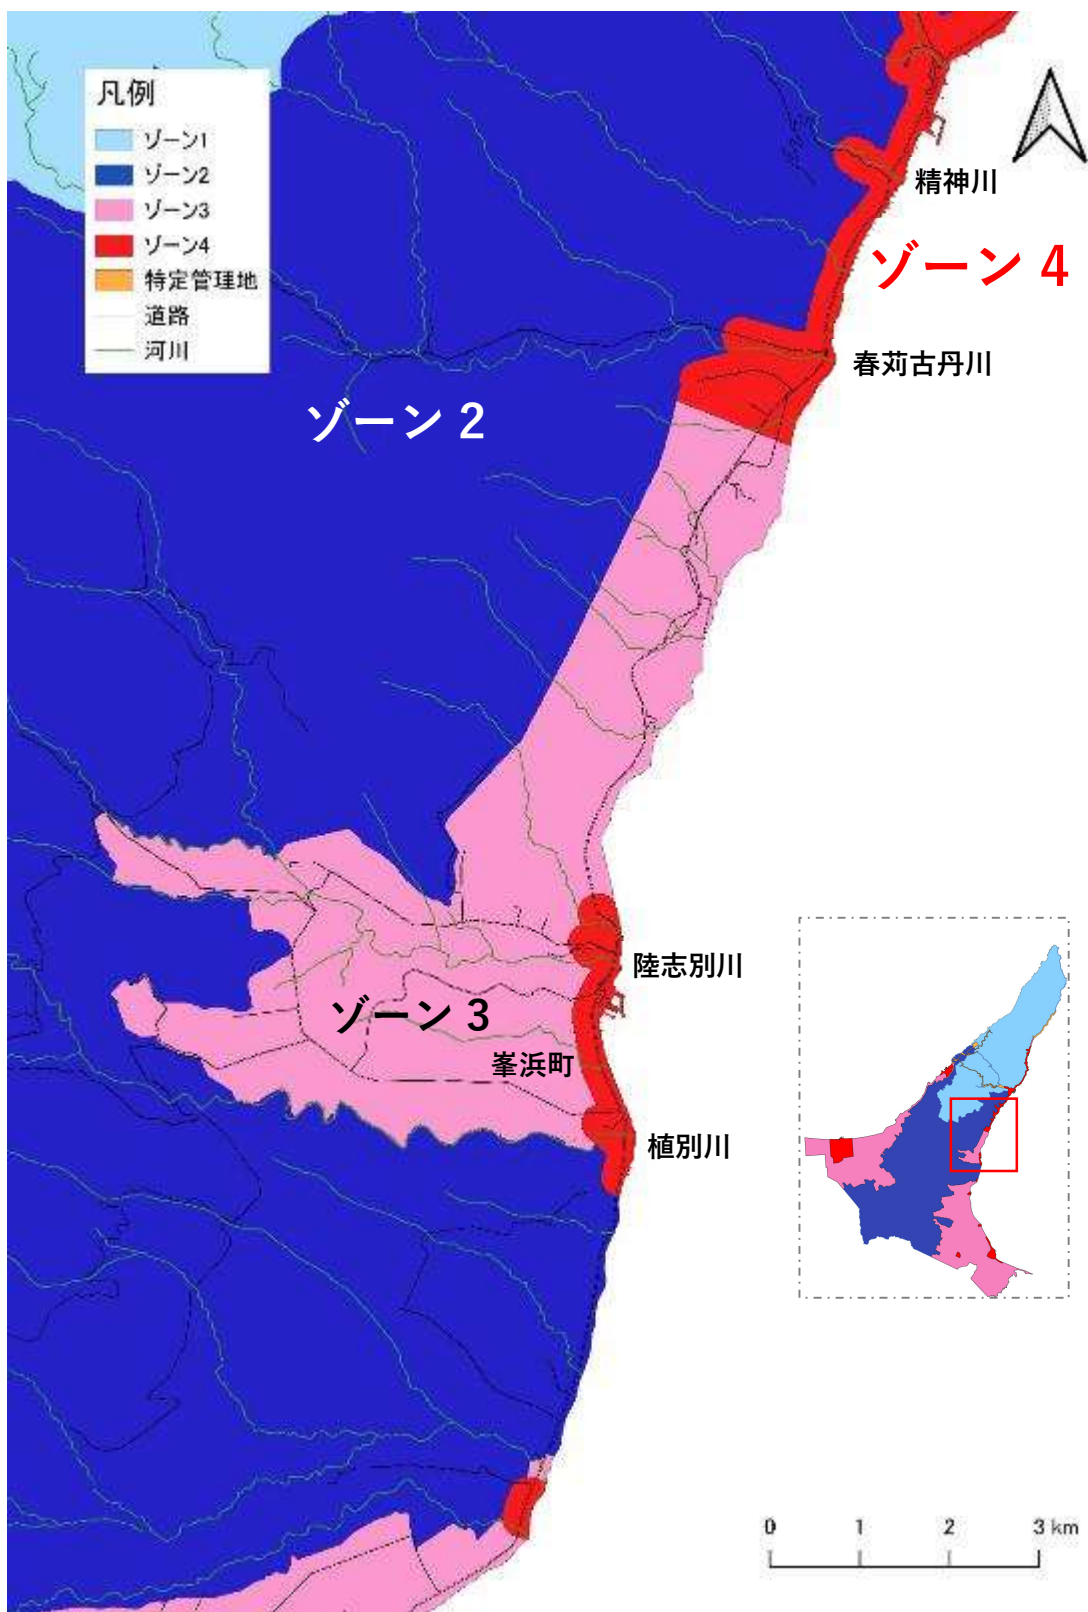 凡例
ゾーン1
ゾーン2
ゾーン3
ゾーン4
特定管理地
道路
河川
精神川
ゾーン 4
春苅古丹川
ゾーン 2
陸志別川
ゾーン 3
峯浜町
植別川
0 1 2 3 km